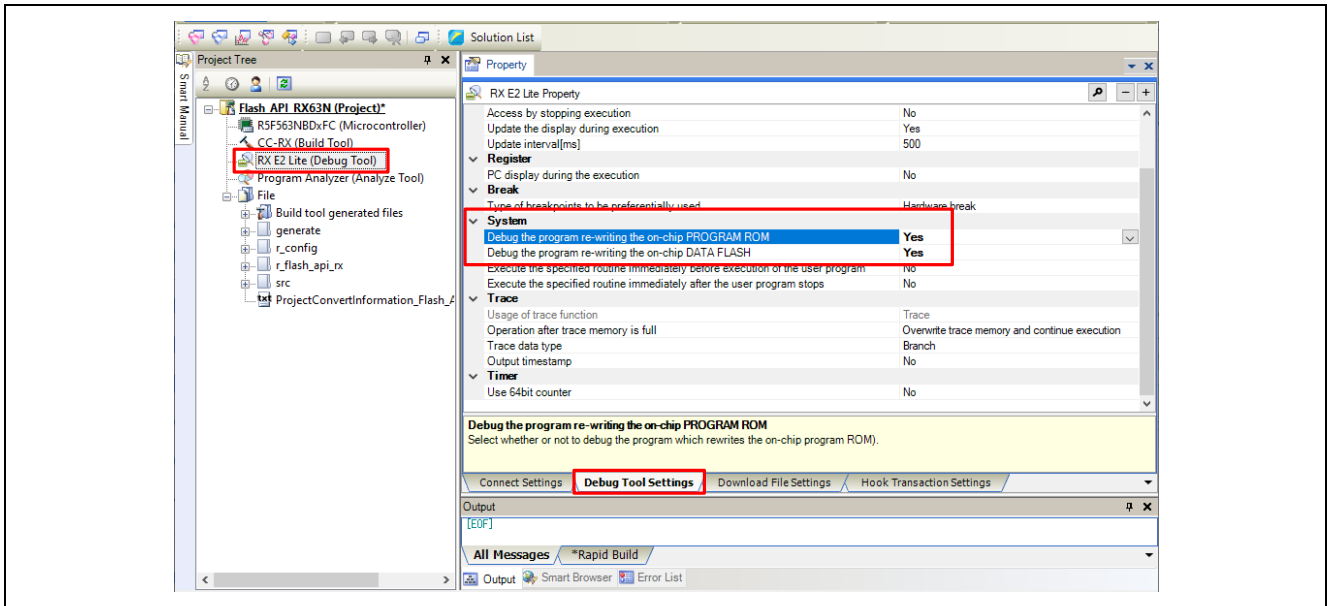 Solution List
Smart Manual
Project Tree
Flash_API_RX63N (Project)*
R5F563NBDxFC (Microcontroller)
CC-RX (Build Tool)
RX E2 Lite (Debug Tool)
Program Analyzer (Analyze Tool)
File
Build tool generated files
generate
r_config
r_flash_api_rx
src
ProjectConvertInformation_Flash_A
Property
RX E2 Lite Property
Access by stopping execution No
Update the display during execution Yes
Update interval[ms] 500
Register
PC display during the execution No
Break
Type of breakpoints to be preferentially used Hardware break
System
Debug the program re-writing the on-chip PROGRAM ROM Yes
Debug the program re-writing the on-chip DATA FLASH Yes
Execute the specified routine immediately before execution of the user program No
Execute the specified routine immediately after the user program stops No
Trace
Usage of trace function Trace
Operation after trace memory is full Overwrite trace memory and continue execution
Trace data type Branch
Output timestamp No
Timer
Use 64bit counter No
Debug the program re-writing the on-chip PROGRAM ROM
Select whether or not to debug the program which rewrites the on-chip program ROM).
Connect Settings Debug Tool Settings Download File Settings Hook Transaction Settings
Output
[EOF]
All Messages *Rapid Build
Output Smart Browser Error List